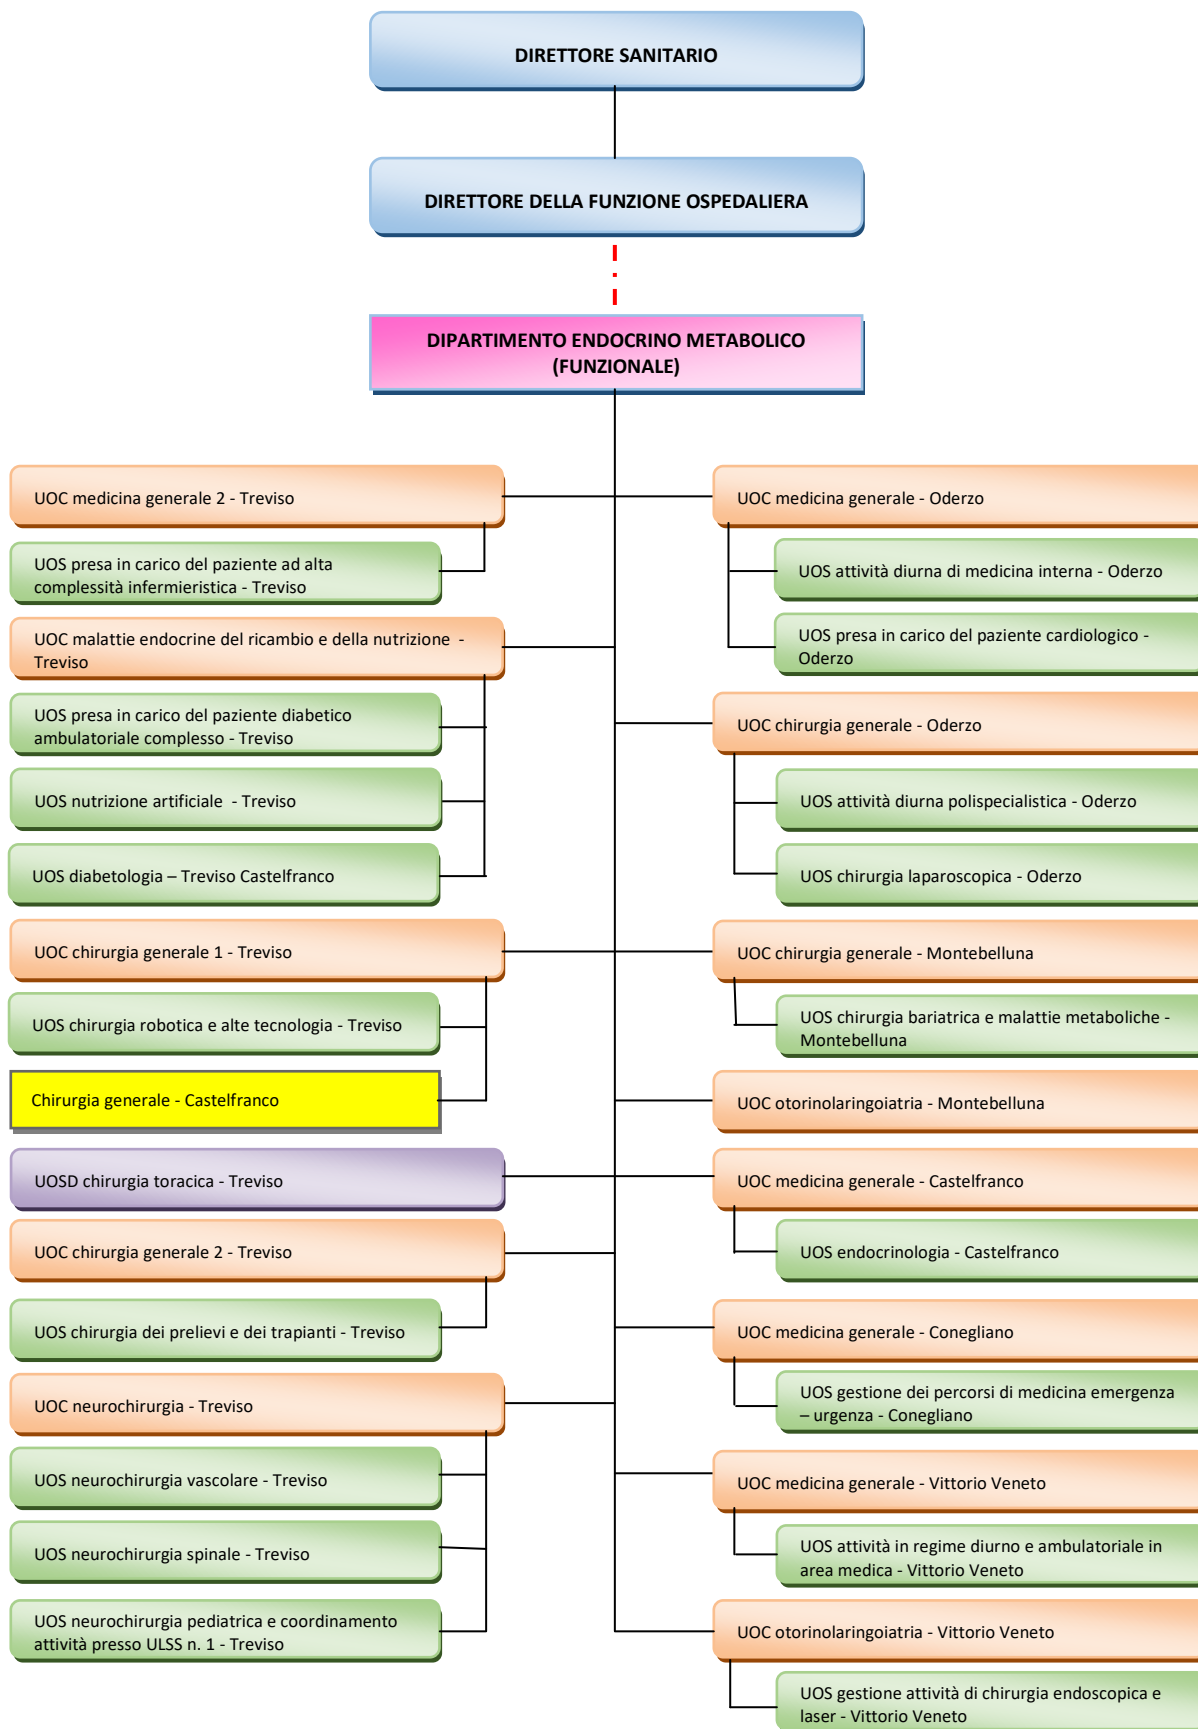 DIRETTORE SANITARIO
DIRETTORE DELLA FUNZIONE OSPEDALIERA
DIPARTIMENTO ENDOCRINO METABOLICO
(FUNZIONALE)
UOC medicina generale 2 - Treviso
UOS presa in carico del paziente ad alta
complessità infermieristica - Treviso
UOC malattie endocrine del ricambio e della nutrizione -
Treviso
UOS presa in carico del paziente diabetico
ambulatoriale complesso - Treviso
UOS nutrizione artificiale - Treviso
UOS diabetologia – Treviso Castelfranco
UOC chirurgia generale 1 - Treviso
UOS chirurgia robotica e alte tecnologia - Treviso
Chirurgia generale - Castelfranco
UOSD chirurgia toracica - Treviso
UOC chirurgia generale 2 - Treviso
UOS chirurgia dei prelievi e dei trapianti - Treviso
UOC neurochirurgia - Treviso
UOS neurochirurgia vascolare - Treviso
UOS neurochirurgia spinale - Treviso
UOS neurochirurgia pediatrica e coordinamento
attività presso ULSS n. 1 - Treviso
UOC medicina generale - Oderzo
UOS attività diurna di medicina interna - Oderzo
UOS presa in carico del paziente cardiologico -
Oderzo
UOC chirurgia generale - Oderzo
UOS attività diurna polispecialistica - Oderzo
UOS chirurgia laparoscopica - Oderzo
UOC chirurgia generale - Montebelluna
UOS chirurgia bariatrica e malattie metaboliche -
Montebelluna
UOC otorinolaringoiatria - Montebelluna
UOC medicina generale - Castelfranco
UOS endocrinologia - Castelfranco
UOC medicina generale - Conegliano
UOS gestione dei percorsi di medicina emergenza
– urgenza - Conegliano
UOC medicina generale - Vittorio Veneto
UOS attività in regime diurno e ambulatoriale in
area medica - Vittorio Veneto
UOC otorinolaringoiatria - Vittorio Veneto
UOS gestione attività di chirurgia endoscopica e
laser - Vittorio Veneto